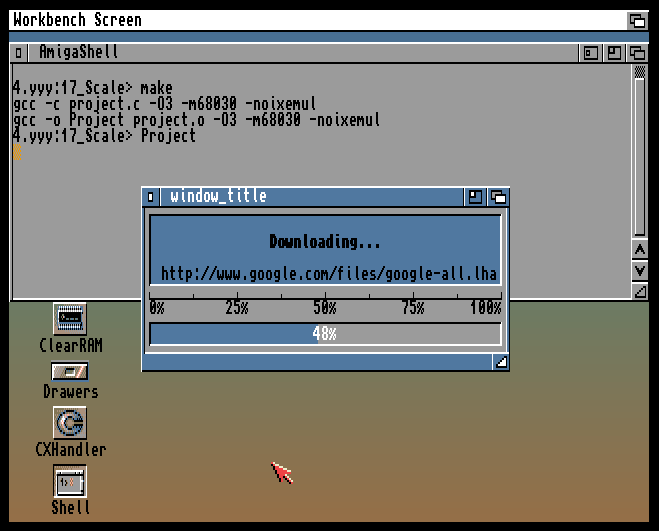 Workbench Screen
AmigaShell
4.yyy:17_Scale> make
gcc -c project.c -O3 -m68030 -noixemul
gcc -o Project project.o -O3 -m68030 -noixemul
4.yyy:17_Scale> Project
window_title
Downloading...
http://www.google.com/files/google-all.lha
0% 25% 50% 75% 100%
48%
ClearRAM
Drawers
CXHandler
Shell